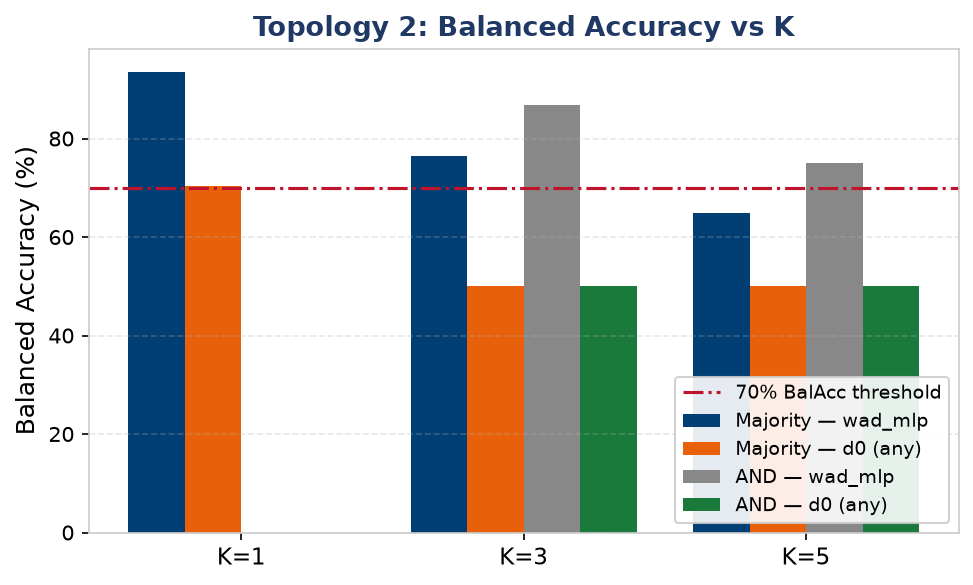 Topology 2: Balanced Accuracy vs K
Balanced Accuracy (%)
80
60
40
20
0
K=1
K=3
K=5
70% BalAcc threshold
Majority — wad_mlp
Majority — d0 (any)
AND — wad_mlp
AND — d0 (any)